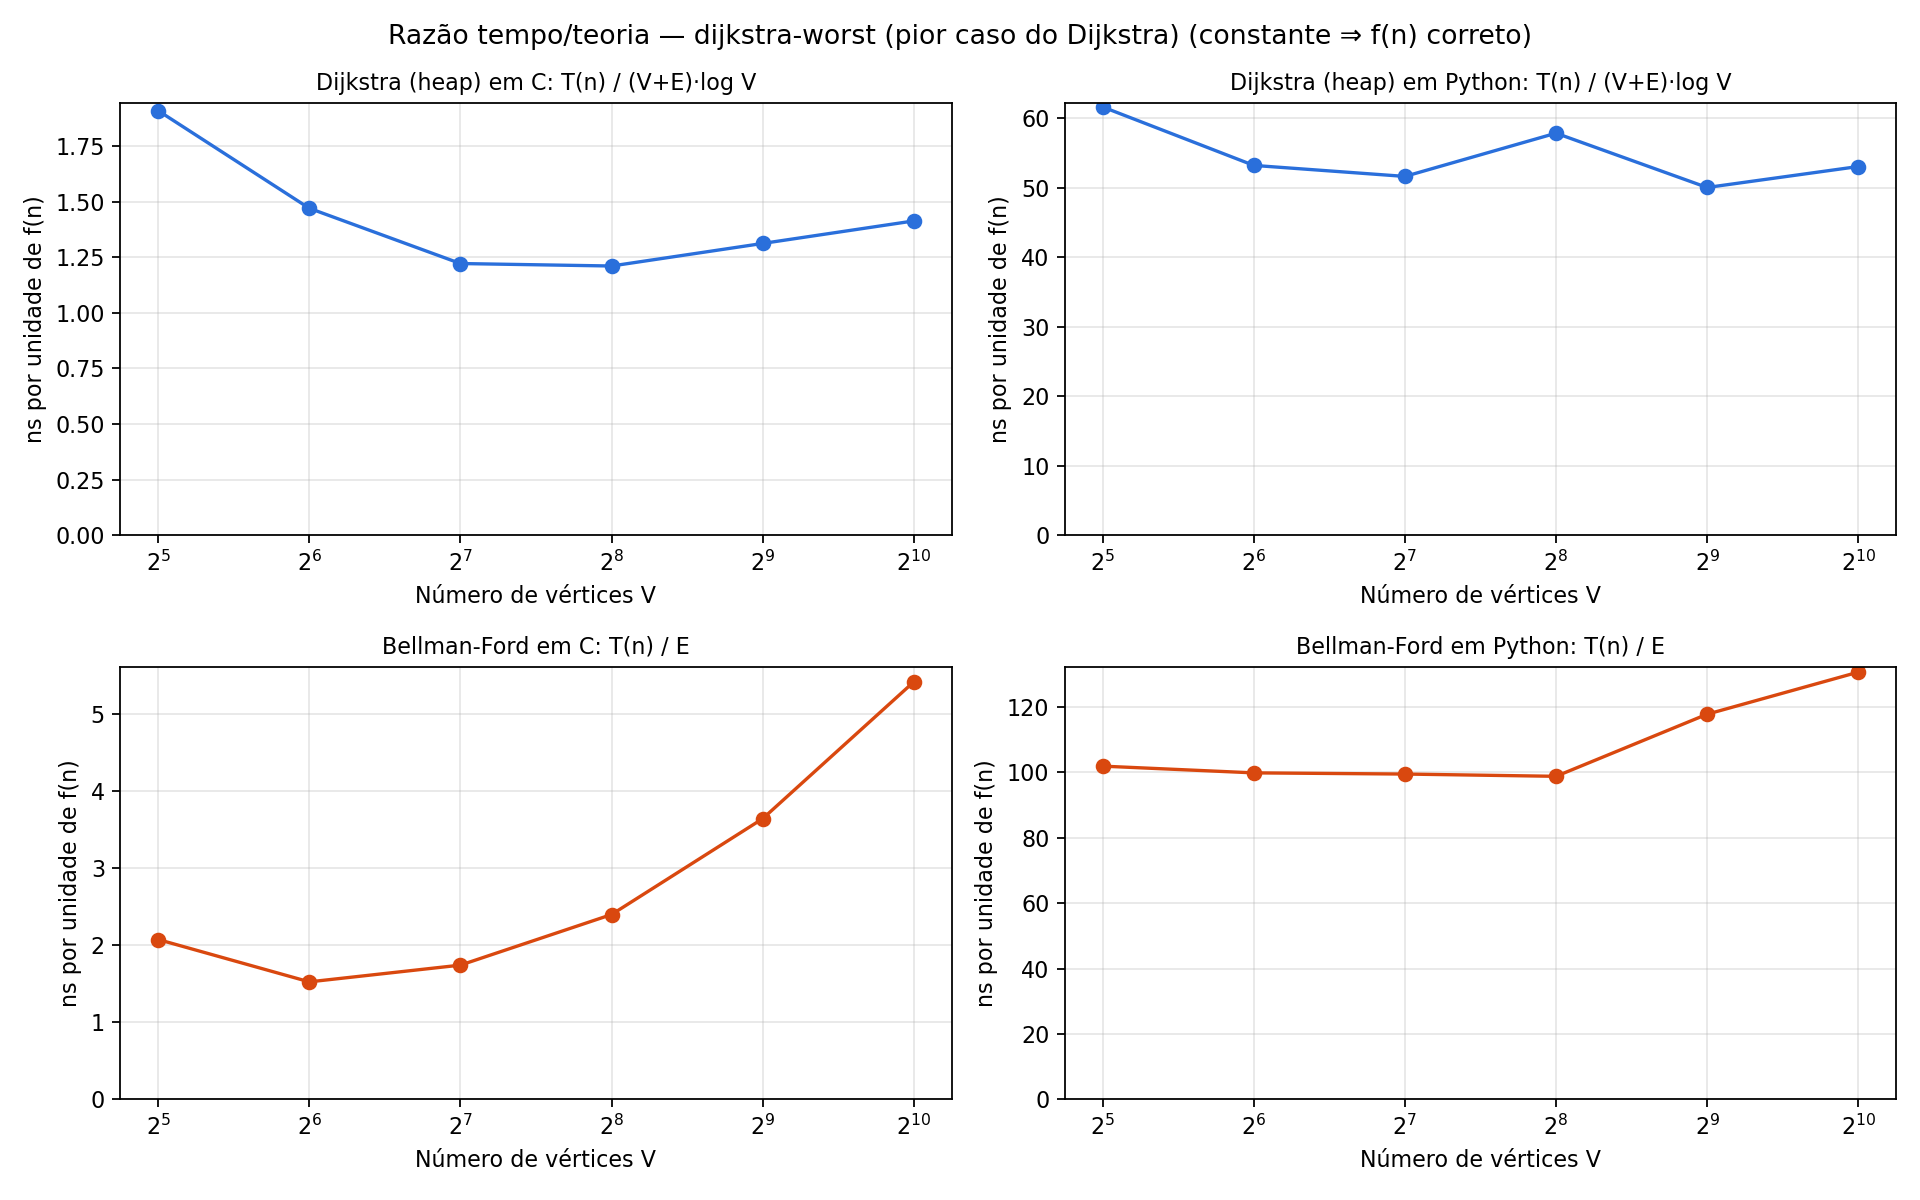 Razão tempo/teoria — dijkstra-worst (pior caso do Dijkstra) (constante ⇒ f(n) correto)
Dijkstra (heap) em C: T(n) / (V+E)·log V
ns por unidade de f(n)
1.75
1.50
1.25
1.00
0.75
0.50
0.25
0.00
2⁵ 2⁶ 2⁷ 2⁸ 2⁹ 2¹⁰
Número de vértices V
Dijkstra (heap) em Python: T(n) / (V+E)·log V
ns por unidade de f(n)
60
50
40
30
20
10
0
2⁵ 2⁶ 2⁷ 2⁸ 2⁹ 2¹⁰
Número de vértices V
Bellman-Ford em C: T(n) / E
ns por unidade de f(n)
5
4
3
2
1
0
2⁵ 2⁶ 2⁷ 2⁸ 2⁹ 2¹⁰
Número de vértices V
Bellman-Ford em Python: T(n) / E
ns por unidade de f(n)
120
100
80
60
40
20
0
2⁵ 2⁶ 2⁷ 2⁸ 2⁹ 2¹⁰
Número de vértices V